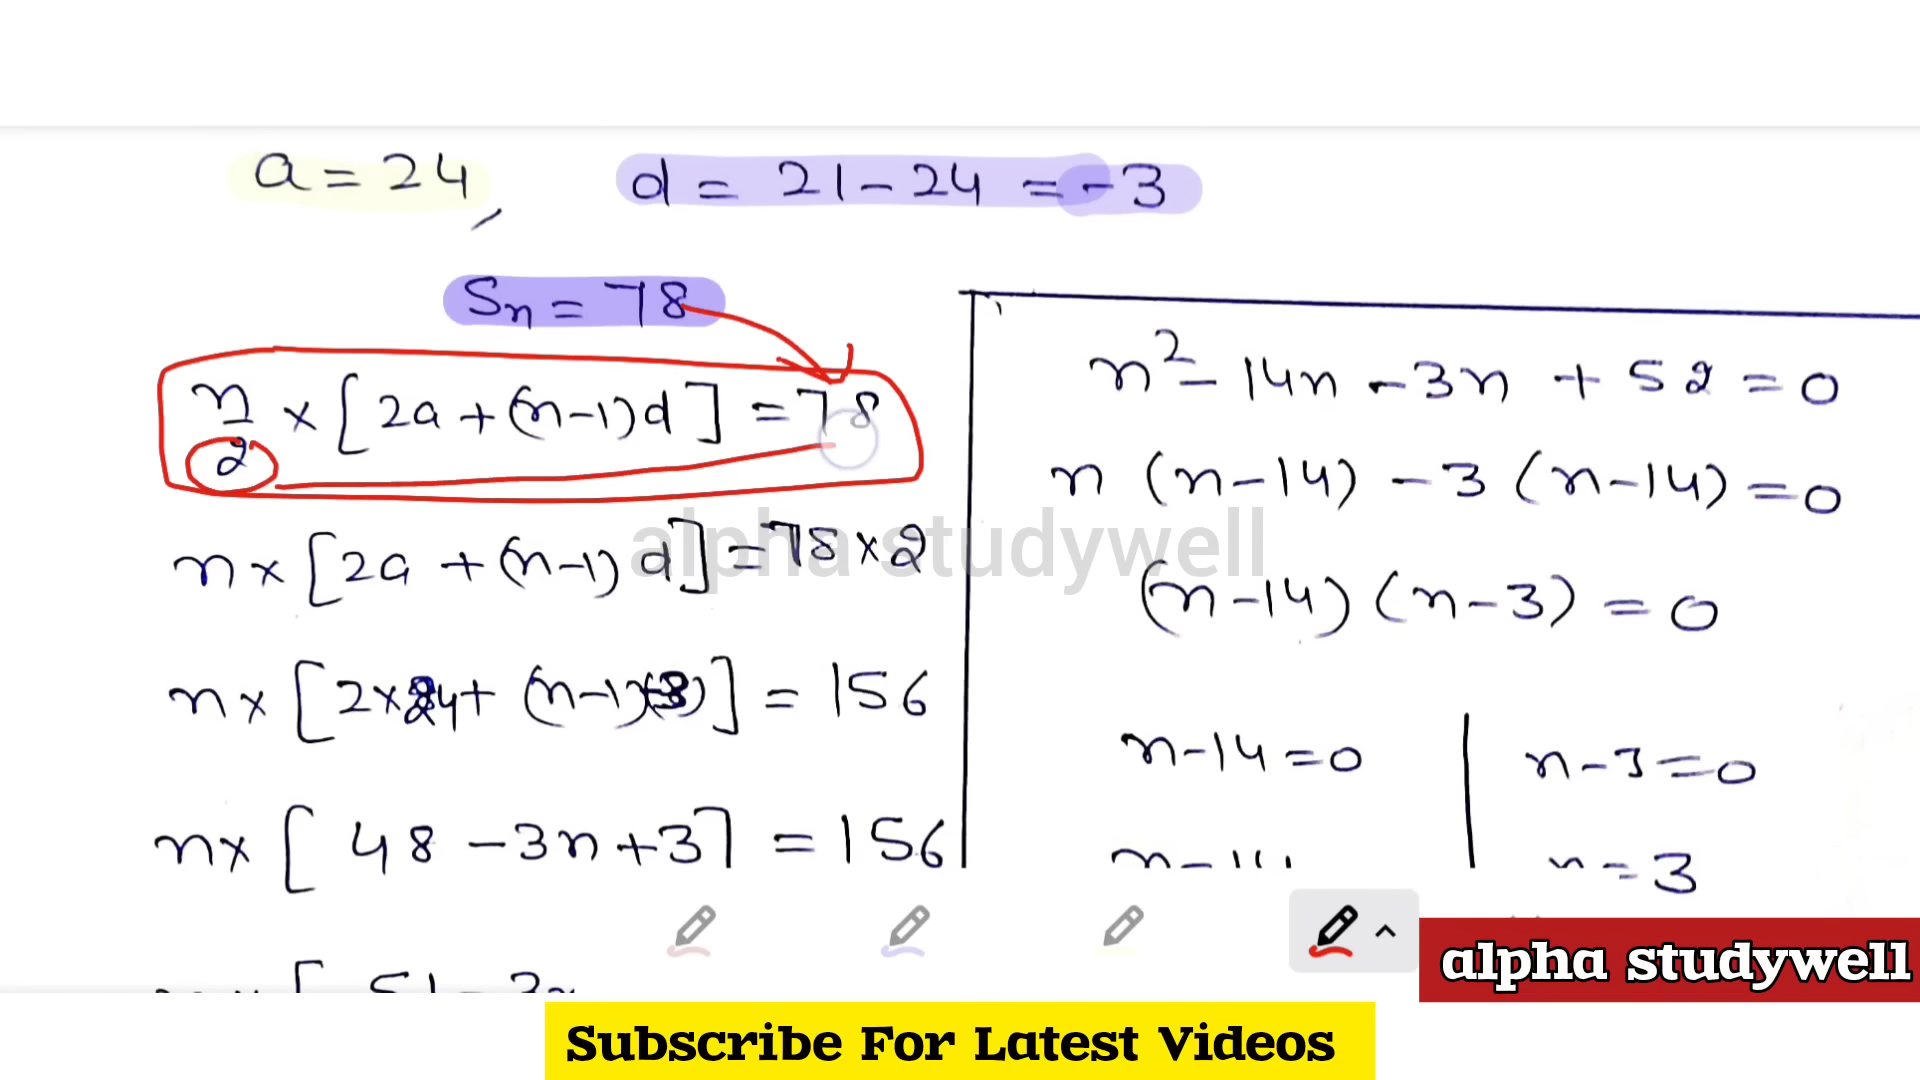 a = 24, d = 21 - 24 = -3
Sn = 78
n/2 × [2a + (n-1)d] = 78
n × [2a + (n-1) d] = 78 × 2
n × [2×24 + (n-1)(-3)] = 156
n × [48 - 3n + 3] = 156
n² - 14n - 3n + 52 = 0
n (n-14) - 3 (n-14) = 0
(n-14) (n-3) = 0
n-14 = 0
n-3 = 0
n = 3
alpha studywell
alpha studywell
Subscribe For Latest Videos